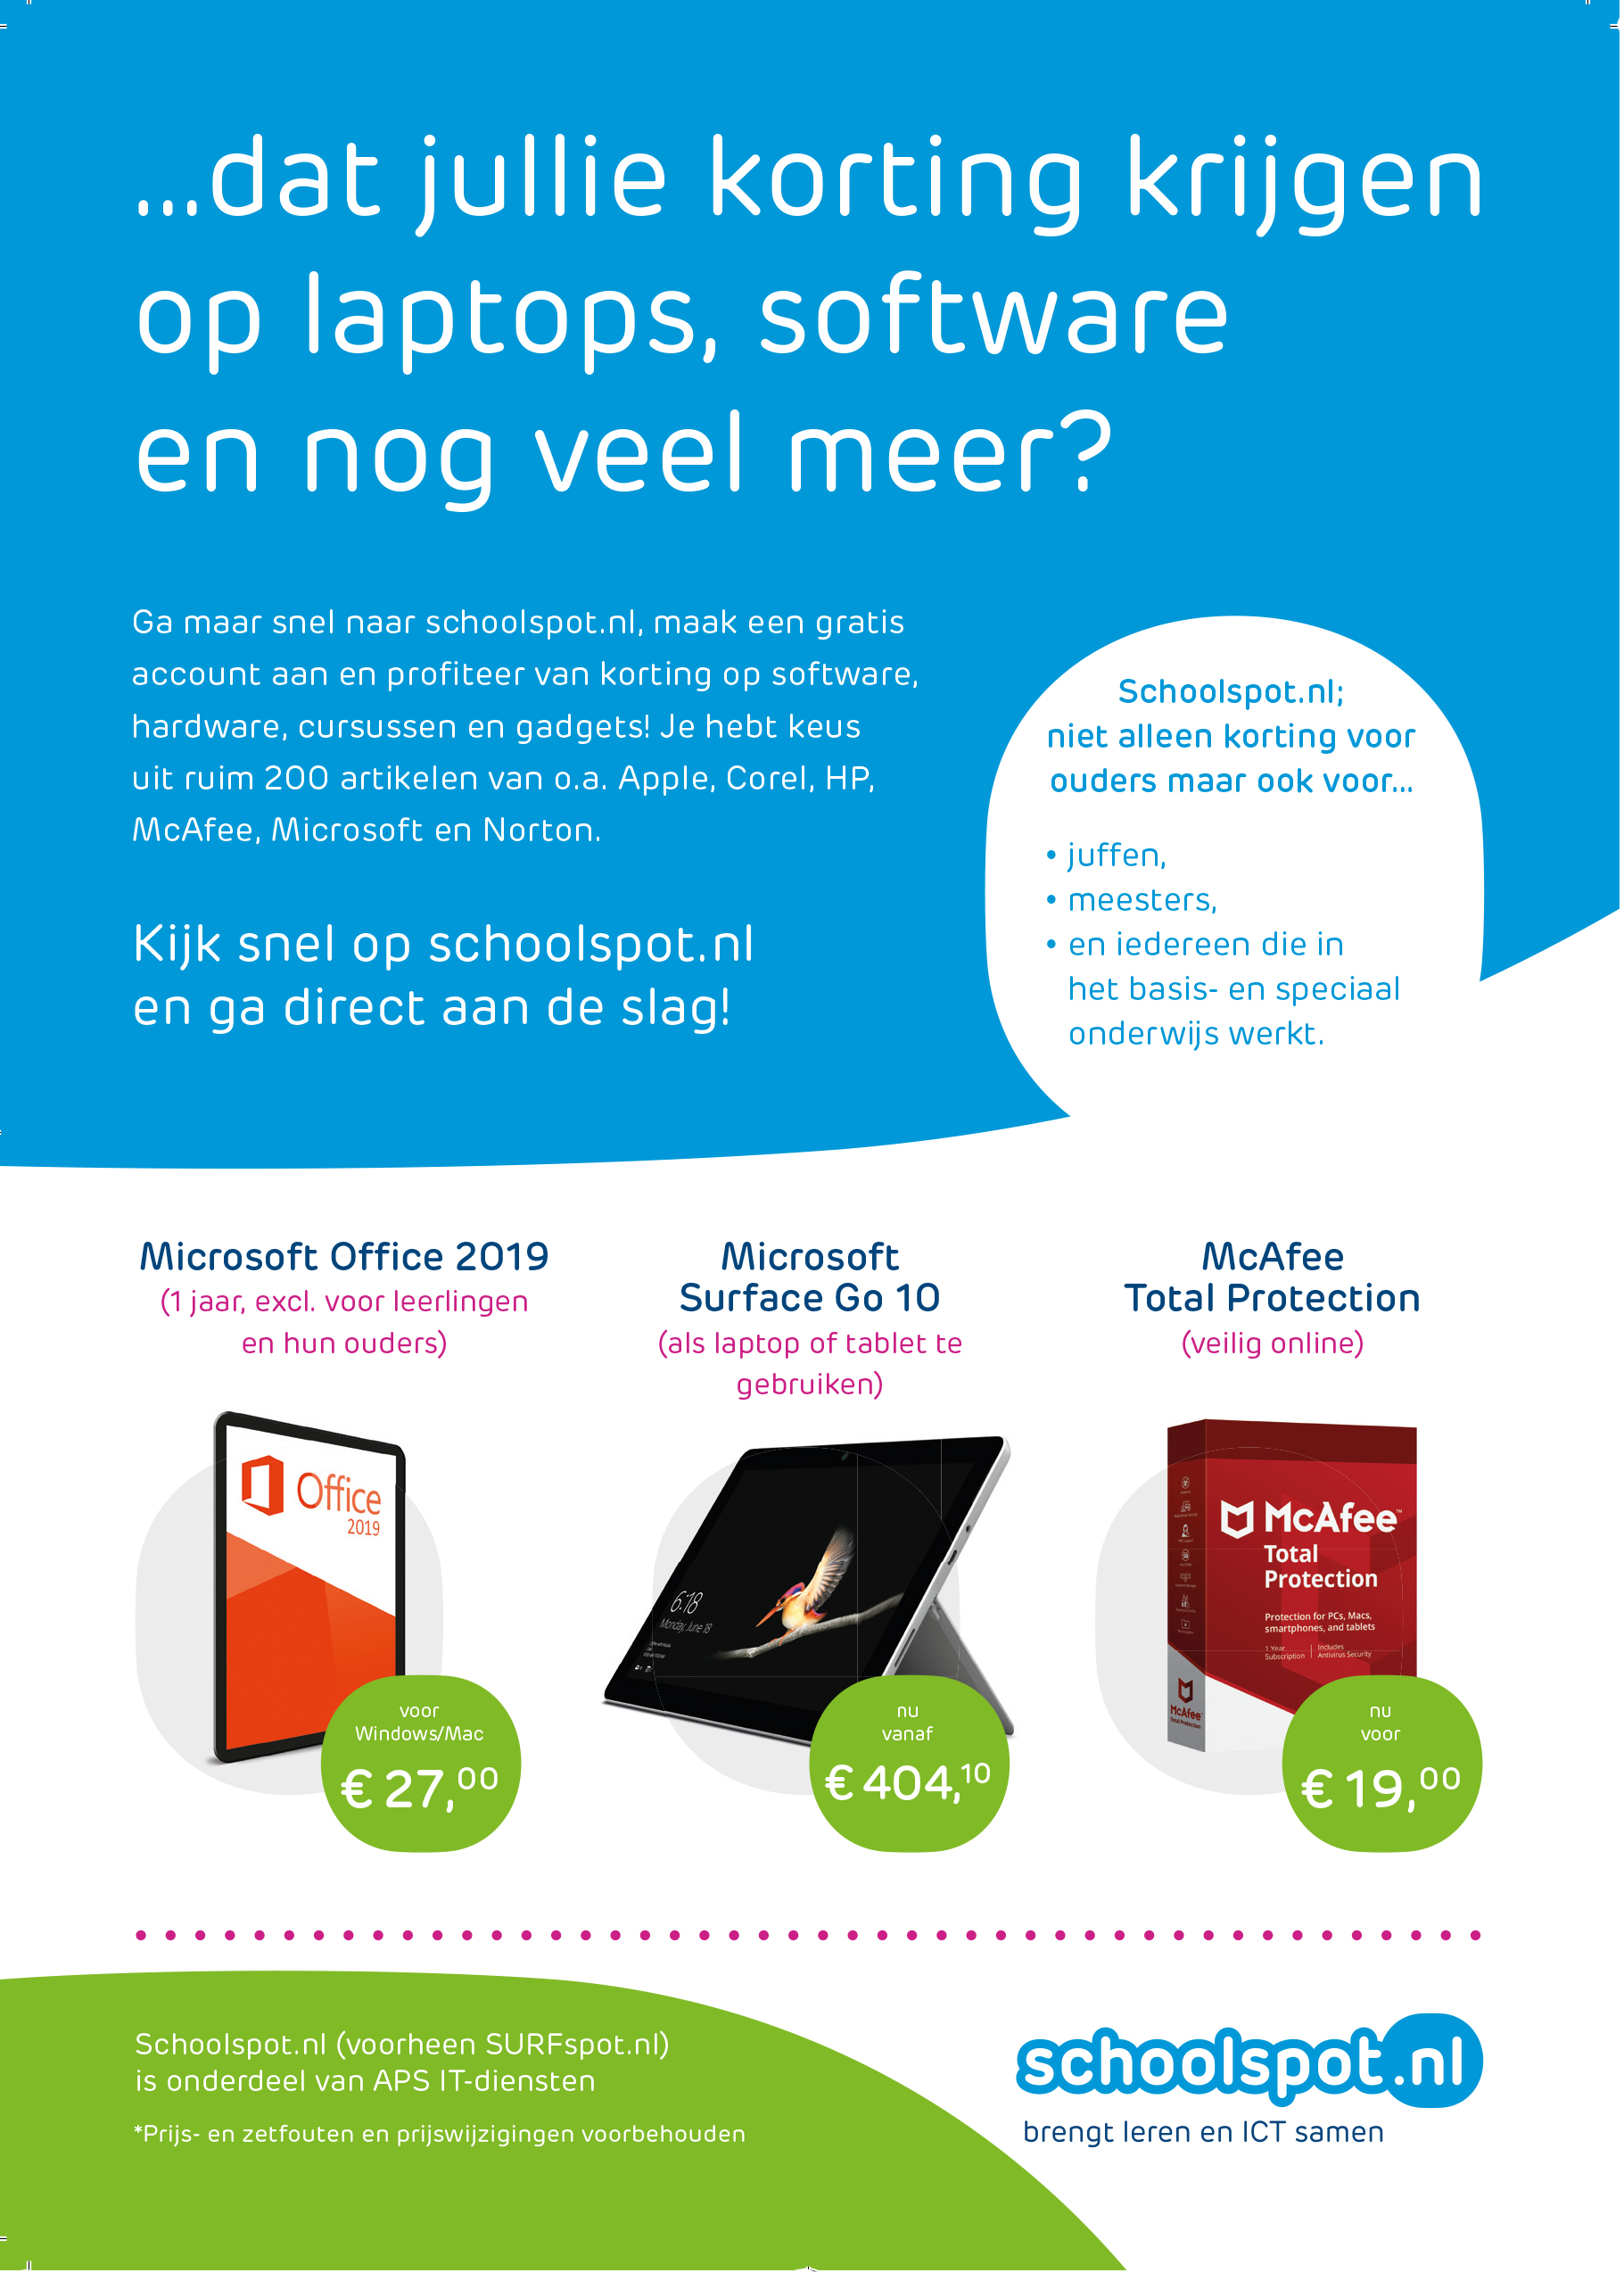 ...dat jullie korting krijgen
op laptops, software
en nog veel meer?
Ga maar snel naar schoolspot.nl, maak een gratis
account aan en profiteer van korting op software,
hardware, cursussen en gadgets! Je hebt keus
uit ruim 200 artikelen van o.a. Apple, Corel, HP,
McAfee, Microsoft en Norton.
Kijk snel op schoolspot.nl
en ga direct aan de slag!
Schoolspot.nl;
niet alleen korting voor
ouders maar ook voor...
• juffen,
• meesters,
• en iedereen die in
het basis- en speciaal
onderwijs werkt.
Microsoft Office 2019
(1 jaar, excl. voor leerlingen
en hun ouders)
Office
2019
voor
Windows/Mac
€ 27,00
Microsoft
Surface Go 10
(als laptop of tablet te
gebruiken)
6:18
Monday, June 18
nu
vanaf
€ 404,10
McAfee
Total Protection
(veilig online)
McAfee™
Total
Protection
Protection for PCs, Macs,
smartphones, and tablets
1 Year
Subscription
Includes
Antivirus Security
McAfee
Total Protection
nu
voor
€ 19,00
Schoolspot.nl (voorheen SURFspot.nl)
is onderdeel van APS IT-diensten
*Prijs- en zetfouten en prijswijzigingen voorbehouden
schoolspot.nl
brengt leren en ICT samen